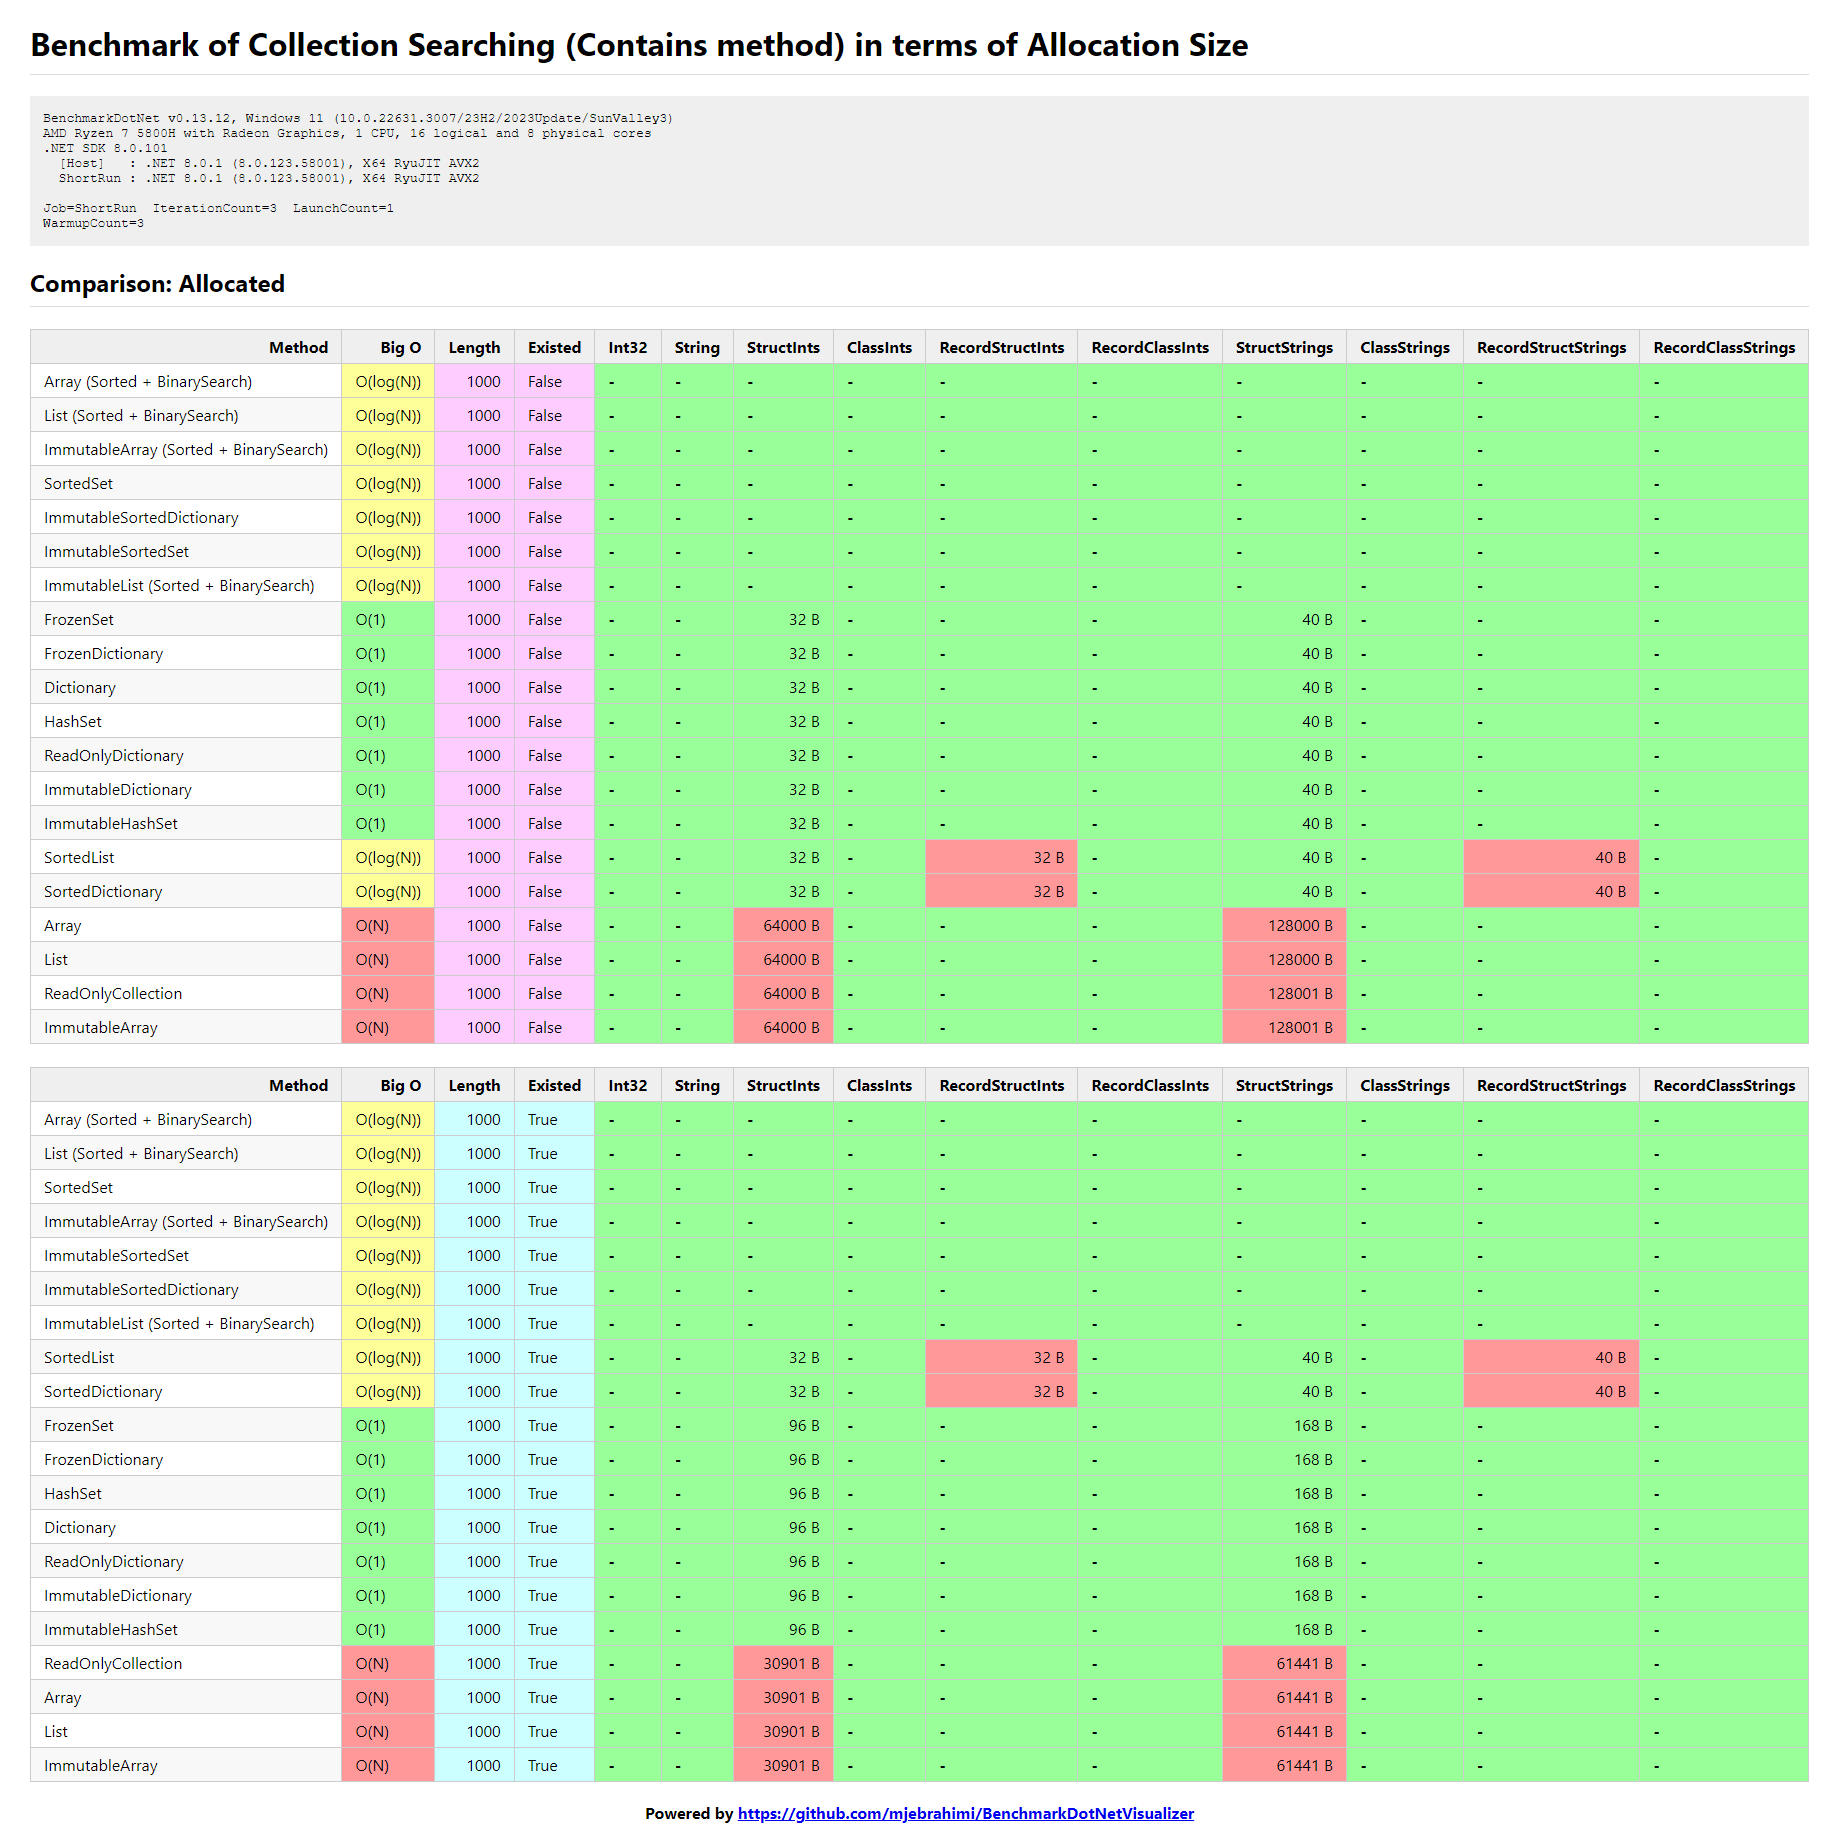 Benchmark of Collection Searching (Contains method) in terms of Allocation Size
BenchmarkDotNet v0.13.12, Windows 11 (10.0.22631.3007/23H2/2023Update/SunValley3)
AMD Ryzen 7 5800H with Radeon Graphics, 1 CPU, 16 logical and 8 physical cores
.NET SDK 8.0.101
[Host]   : .NET 8.0.1 (8.0.123.58001), X64 RyuJIT AVX2
ShortRun : .NET 8.0.1 (8.0.123.58001), X64 RyuJIT AVX2
Job=ShortRun  IterationCount=3  LaunchCount=1
WarmupCount=3
Comparison: Allocated
Method Big O Length Existed Int32 String StructInts ClassInts RecordStructInts RecordClassInts StructStrings ClassStrings RecordStructStrings RecordClassStrings
Array (Sorted + BinarySearch) O(log(N)) 1000 False - - - - - - - - - -
List (Sorted + BinarySearch) O(log(N)) 1000 False - - - - - - - - - -
ImmutableArray (Sorted + BinarySearch) O(log(N)) 1000 False - - - - - - - - - -
SortedSet O(log(N)) 1000 False - - - - - - - - - -
ImmutableSortedDictionary O(log(N)) 1000 False - - - - - - - - - -
ImmutableSortedSet O(log(N)) 1000 False - - - - - - - - - -
ImmutableList (Sorted + BinarySearch) O(log(N)) 1000 False - - - - - - - - - -
FrozenSet O(1) 1000 False - - 32 B - - - 40 B - - -
FrozenDictionary O(1) 1000 False - - 32 B - - - 40 B - - -
Dictionary O(1) 1000 False - - 32 B - - - 40 B - - -
HashSet O(1) 1000 False - - 32 B - - - 40 B - - -
ReadOnlyDictionary O(1) 1000 False - - 32 B - - - 40 B - - -
ImmutableDictionary O(1) 1000 False - - 32 B - - - 40 B - - -
ImmutableHashSet O(1) 1000 False - - 32 B - - - 40 B - - -
SortedList O(log(N)) 1000 False - - 32 B - 32 B - 40 B - 40 B -
SortedDictionary O(log(N)) 1000 False - - 32 B - 32 B - 40 B - 40 B -
Array O(N) 1000 False - - 64000 B - - - 128000 B - - -
List O(N) 1000 False - - 64000 B - - - 128000 B - - -
ReadOnlyCollection O(N) 1000 False - - 64000 B - - - 128001 B - - -
ImmutableArray O(N) 1000 False - - 64000 B - - - 128001 B - - -
Method Big O Length Existed Int32 String StructInts ClassInts RecordStructInts RecordClassInts StructStrings ClassStrings RecordStructStrings RecordClassStrings
Array (Sorted + BinarySearch) O(log(N)) 1000 True - - - - - - - - - -
List (Sorted + BinarySearch) O(log(N)) 1000 True - - - - - - - - - -
SortedSet O(log(N)) 1000 True - - - - - - - - - -
ImmutableArray (Sorted + BinarySearch) O(log(N)) 1000 True - - - - - - - - - -
ImmutableSortedSet O(log(N)) 1000 True - - - - - - - - - -
ImmutableSortedDictionary O(log(N)) 1000 True - - - - - - - - - -
ImmutableList (Sorted + BinarySearch) O(log(N)) 1000 True - - - - - - - - - -
SortedList O(log(N)) 1000 True - - 32 B - 32 B - 40 B - 40 B -
SortedDictionary O(log(N)) 1000 True - - 32 B - 32 B - 40 B - 40 B -
FrozenSet O(1) 1000 True - - 96 B - - - 168 B - - -
FrozenDictionary O(1) 1000 True - - 96 B - - - 168 B - - -
HashSet O(1) 1000 True - - 96 B - - - 168 B - - -
Dictionary O(1) 1000 True - - 96 B - - - 168 B - - -
ReadOnlyDictionary O(1) 1000 True - - 96 B - - - 168 B - - -
ImmutableDictionary O(1) 1000 True - - 96 B - - - 168 B - - -
ImmutableHashSet O(1) 1000 True - - 96 B - - - 168 B - - -
ReadOnlyCollection O(N) 1000 True - - 30901 B - - - 61441 B - - -
Array O(N) 1000 True - - 30901 B - - - 61441 B - - -
List O(N) 1000 True - - 30901 B - - - 61441 B - - -
ImmutableArray O(N) 1000 True - - 30901 B - - - 61441 B - - -
Powered by https://github.com/mjebrahimi/BenchmarkDotNetVisualizer